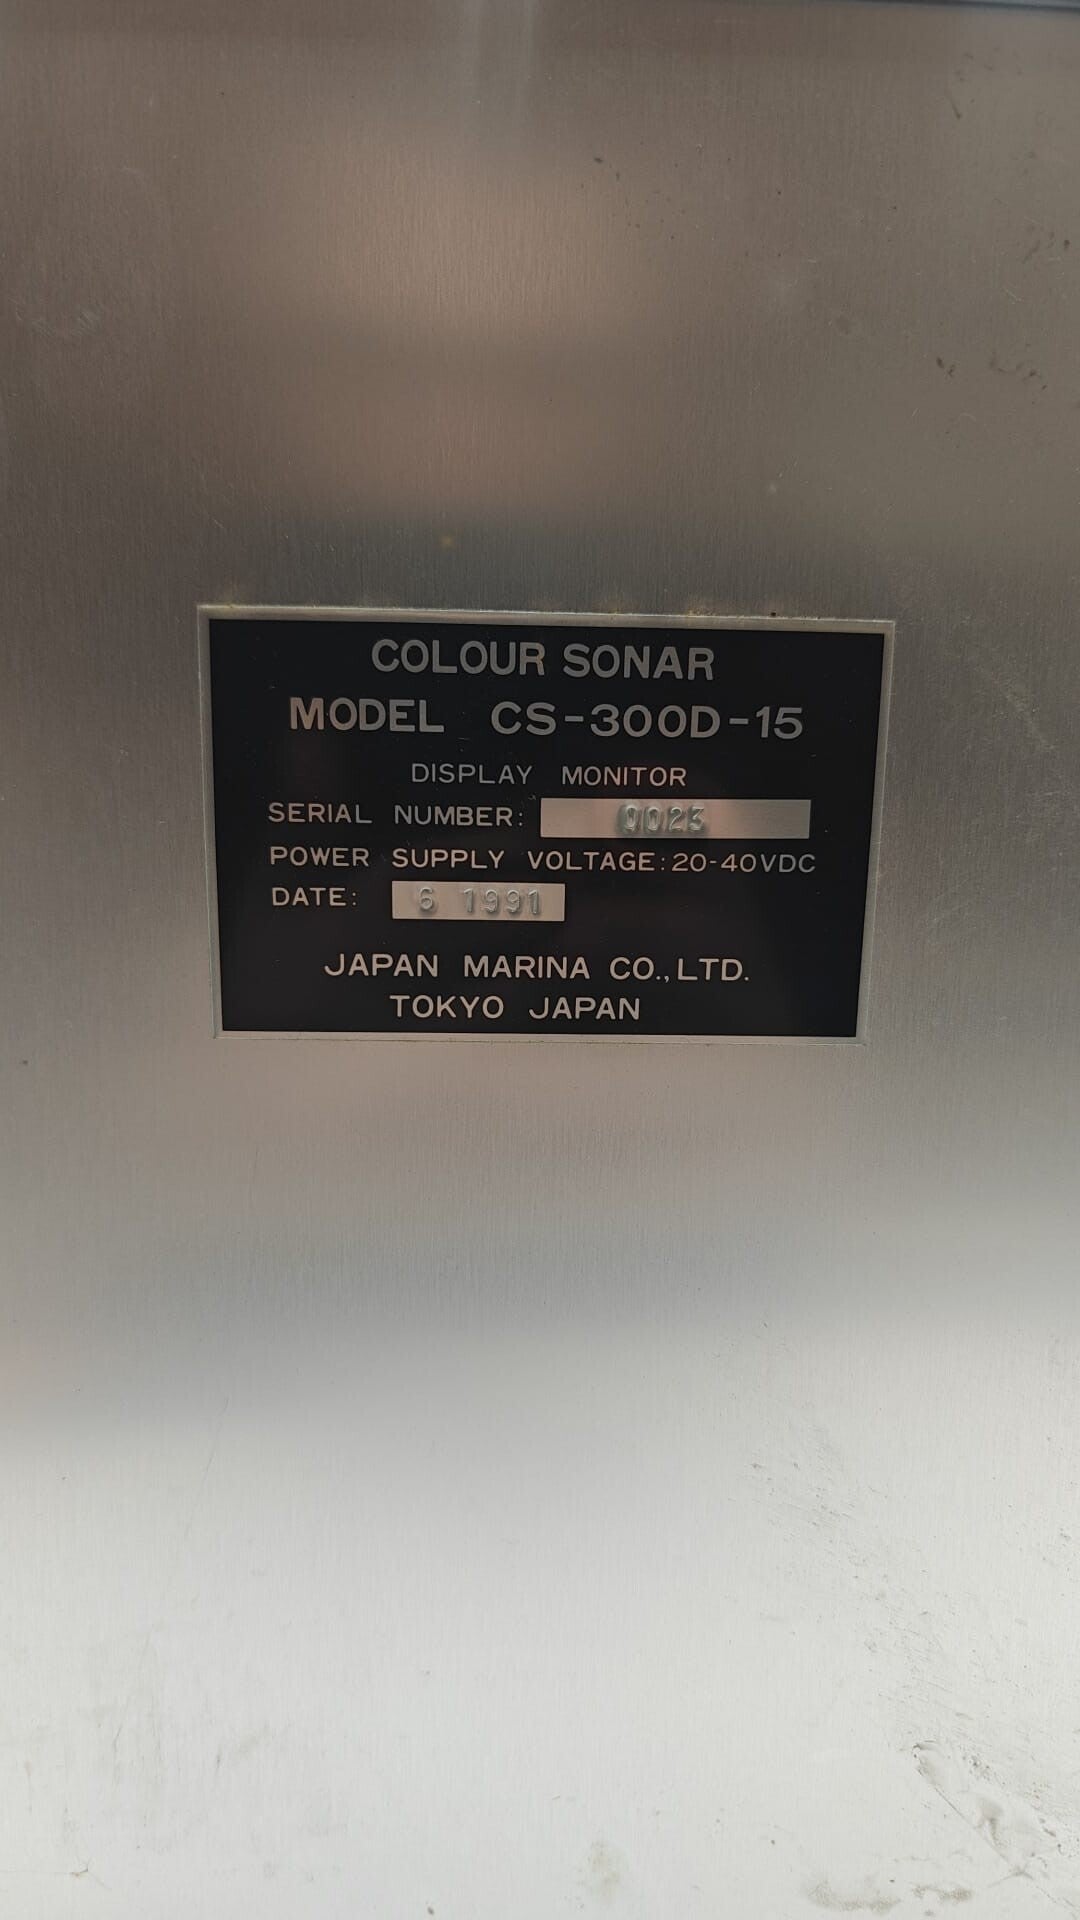 COLOUR SONAR
MODEL CS-300D-15
DISPLAY MONITOR
SERIAL NUMBER: 0023
POWER SUPPLY VOLTAGE: 20-40VDC
DATE: 6 1991
JAPAN MARINA CO., LTD.
TOKYO JAPAN